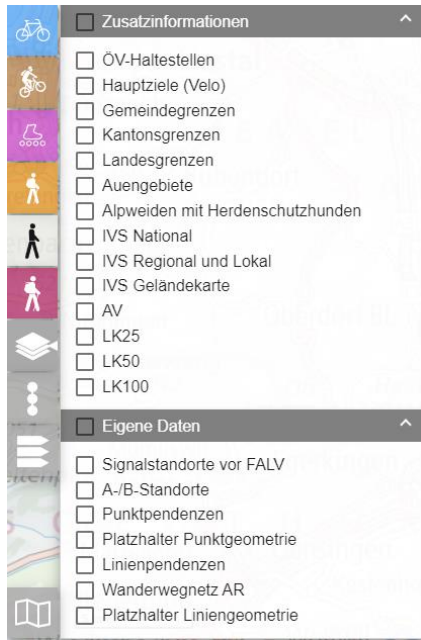 Zusatzinformationen
ÖV-Haltestellen
Hauptziele (Velo)
Gemeindegrenzen
Kantonsgrenzen
Landesgrenzen
Auengebiete
Alpweiden mit Herdenschutzhunden
IVS National
IVS Regional und Lokal
IVS Geländekarte
AV
LK25
LK50
LK100
Eigene Daten
Signalstandorte vor FALV
A-/B-Standorte
Punktpendenzen
Platzhalter Punktgeometrie
Linienpendenzen
Wanderwegnetz AR
Platzhalter Liniengeometrie